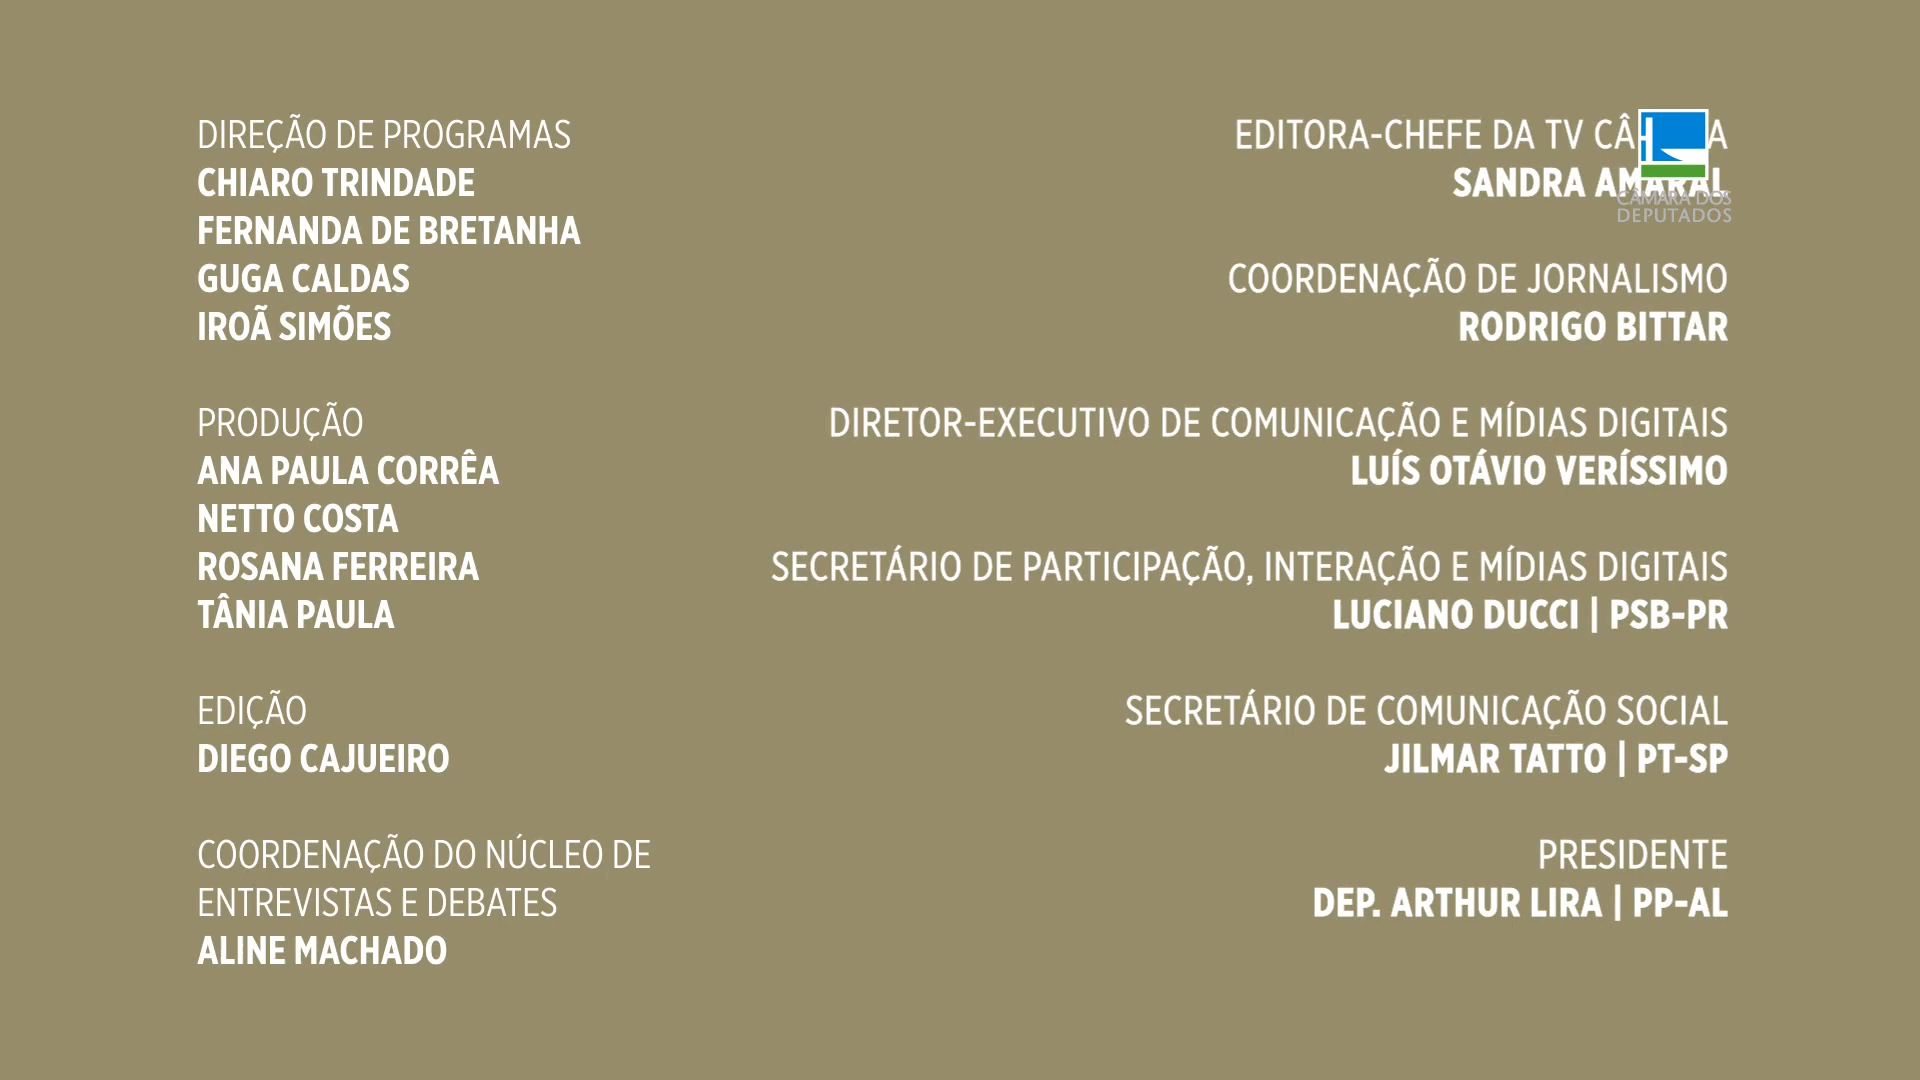 DIREÇÃO DE PROGRAMAS
CHIARO TRINDADE
FERNANDA DE BRETANHA
GUGA CALDAS
IROÃ SIMÕES
PRODUÇÃO
ANA PAULA CORRÊA
NETTO COSTA
ROSANA FERREIRA
TÂNIA PAULA
EDIÇÃO
DIEGO CAJUEIRO
COORDENAÇÃO DO NÚCLEO DE
ENTREVISTAS E DEBATES
ALINE MACHADO
EDITORA-CHEFE DA TV
SANDRA AMARAL
CÂMARA DOS
DEPUTADOS
COORDENAÇÃO DE JORNALISMO
RODRIGO BITTAR
DIRETOR-EXECUTIVO DE COMUNICAÇÃO E MÍDIAS DIGITAIS
LUÍS OTÁVIO VERÍSSIMO
SECRETÁRIO DE PARTICIPAÇÃO, INTERAÇÃO E MÍDIAS DIGITAIS
LUCIANO DUCCI | PSB-PR
SECRETÁRIO DE COMUNICAÇÃO SOCIAL
JILMAR TATTO | PT-SP
PRESIDENTE
DEP. ARTHUR LIRA | PP-AL